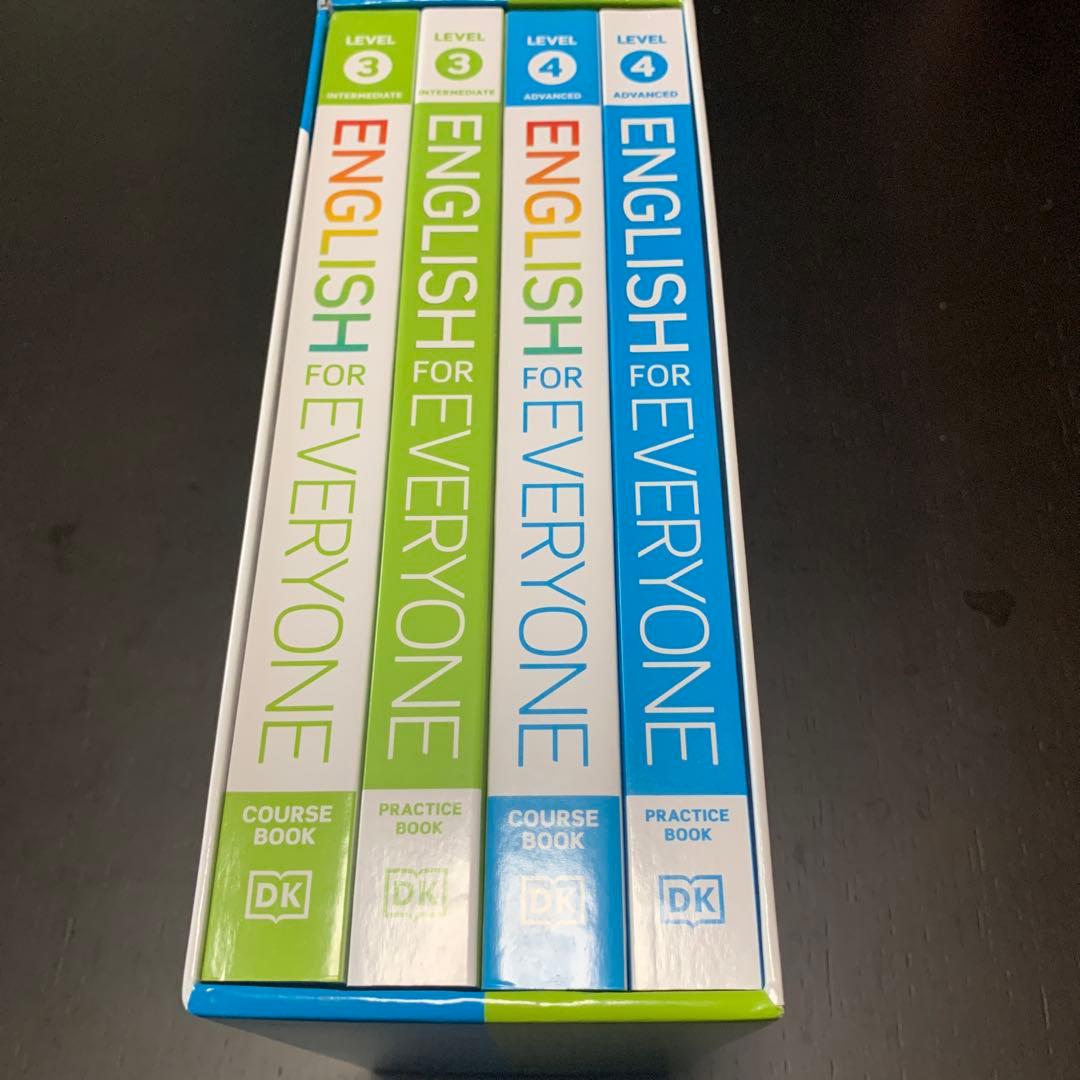 LEVEL
3
INTERMEDIATE
ENGLISH FOR EVERYONE
COURSE
BOOK
DK
LEVEL
3
INTERMEDIATE
ENGLISH FOR EVERYONE
PRACTICE
BOOK
DK
LEVEL
4
ADVANCED
ENGLISH FOR EVERYONE
COURSE
BOOK
DK
LEVEL
4
ADVANCED
ENGLISH FOR EVERYONE
PRACTICE
BOOK
DK